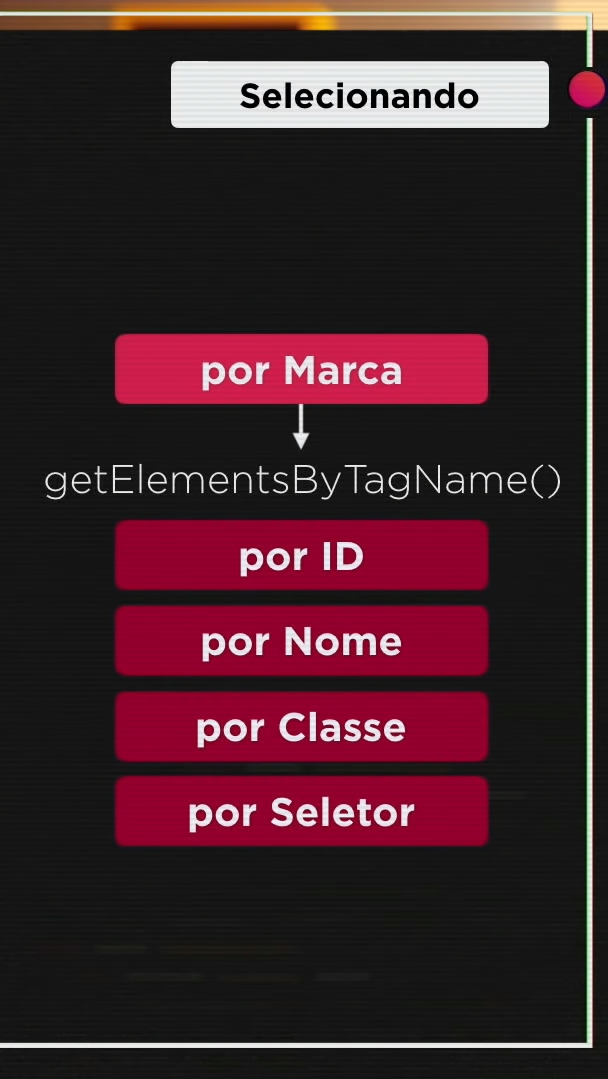 Selecionando
por Marca
getElementsByTagName()
por ID
por Nome
por Classe
por Seletor